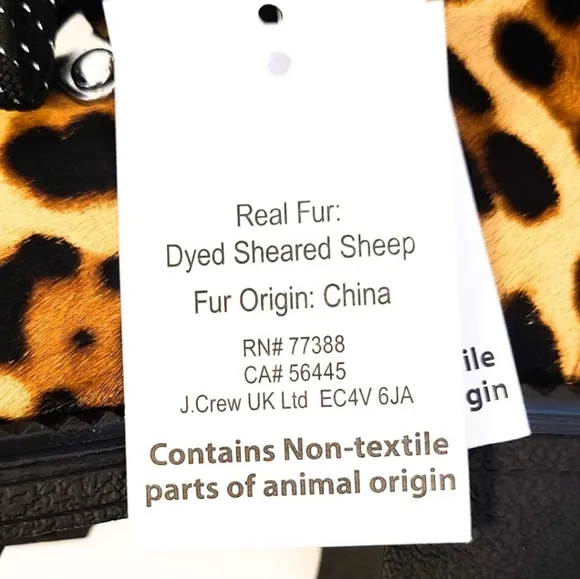 Real Fur:
Dyed Sheared Sheep
Fur Origin: China
RN# 77388
CA# 56445
J.Crew UK Ltd EC4V 6JA
Contains Non-textile
parts of animal origin
ile
gin